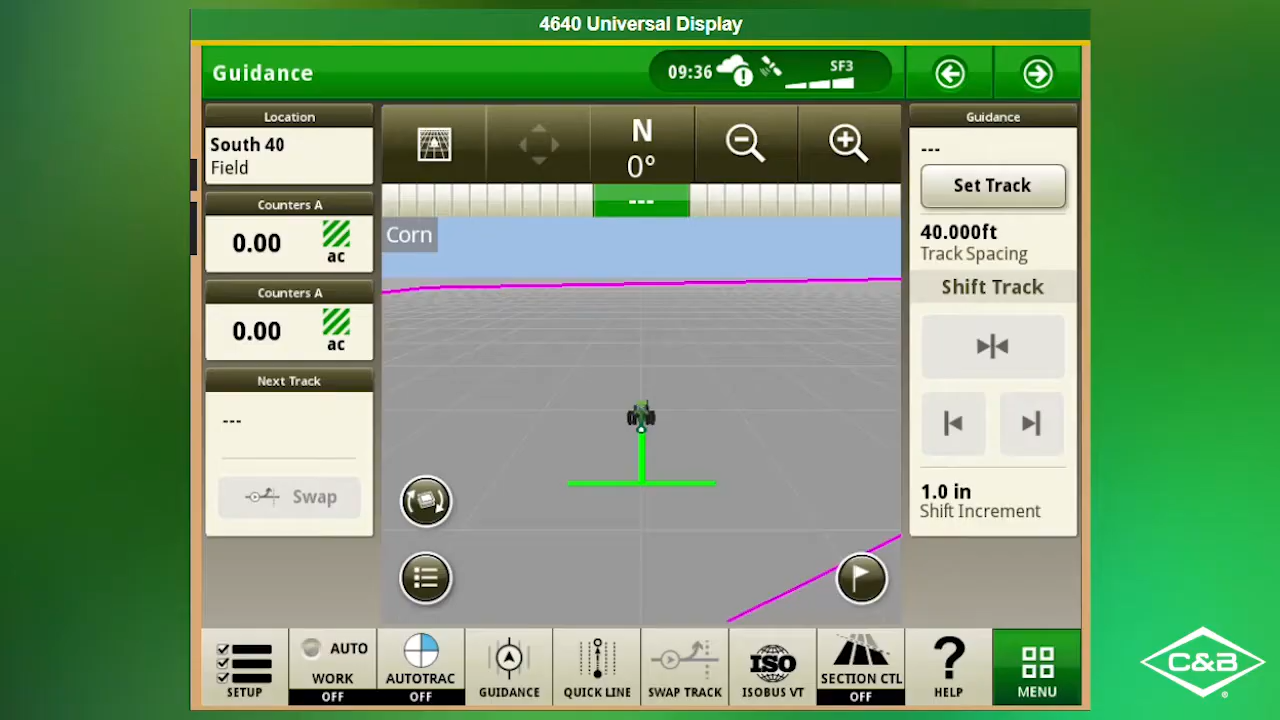 4640 Universal Display
Guidance
09:36
SF3
Location
South 40
Field
Counters A
0.00
ac
Counters A
0.00
ac
Next Track
---
Swap
N
0°
---
Corn
Guidance
---
Set Track
40.000ft
Track Spacing
Shift Track
1.0 in
Shift Increment
SETUP
AUTO
WORK
OFF
AUTOTRAC
OFF
GUIDANCE
QUICK LINE
SWAP TRACK
ISO
ISOBUS VT
SECTION CTL
OFF
?
HELP
MENU
C&B
®